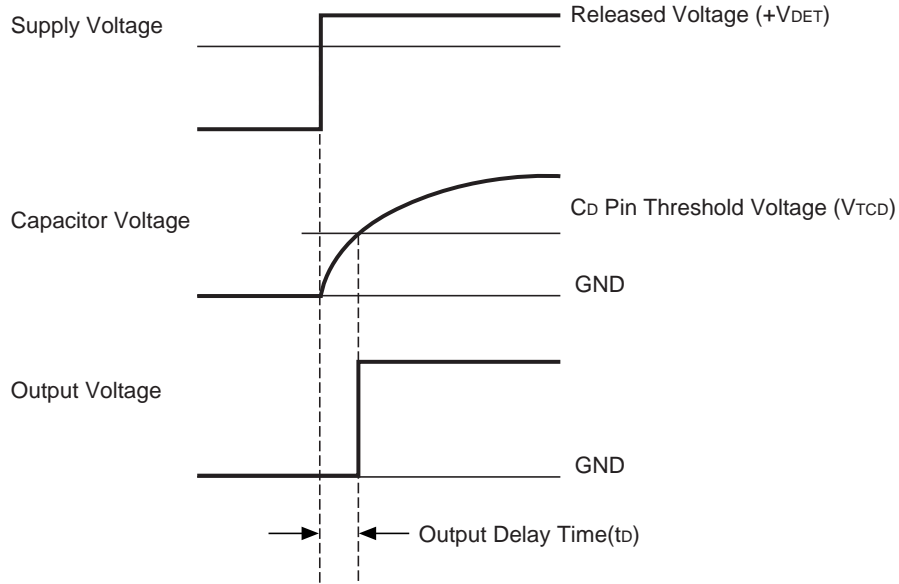 Supply Voltage
Released Voltage (+VDET)
Capacitor Voltage
CD Pin Threshold Voltage (VTCD)
GND
Output Voltage
GND
Output Delay Time(tD)